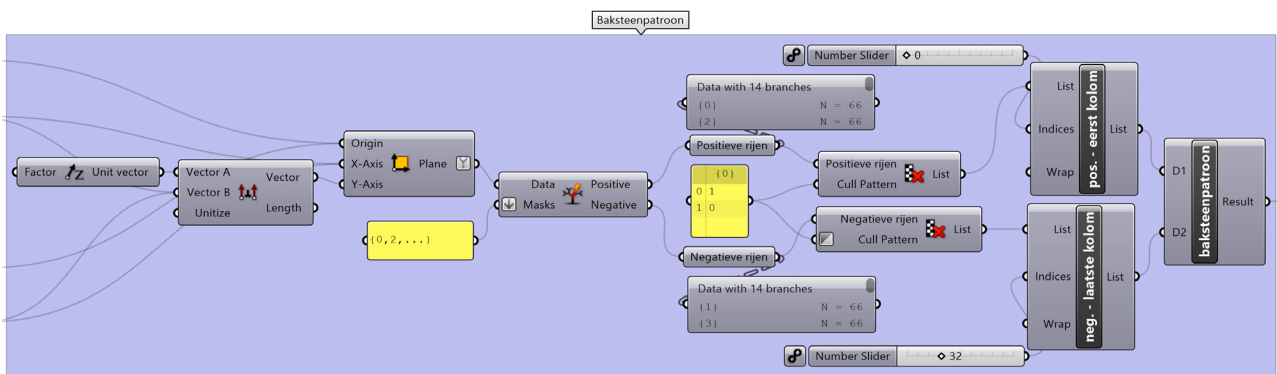 Baksteenpatroon
Number Slider 0
Data with 14 branches
{0} N = 66
{2} N = 66
Factor Unit vector
Vector A
Vector B
Unitize
Vector
Length
Origin
X-Axis
Y-Axis
Plane
{0,2,...}
Data
Masks
Positive
Negative
Positieve rijen
{0}
0 1
1 0
Negatieve rijen
Data with 14 branches
{1} N = 66
{3} N = 66
Positieve rijen
Cull Pattern
List
Negatieve rijen
Cull Pattern
List
List
Indices
Wrap
pos. - eerst kolom
List
List
Indices
Wrap
neg. - laatste kolom
List
Number Slider 32
D1
D2
baksteenpatroon
Result